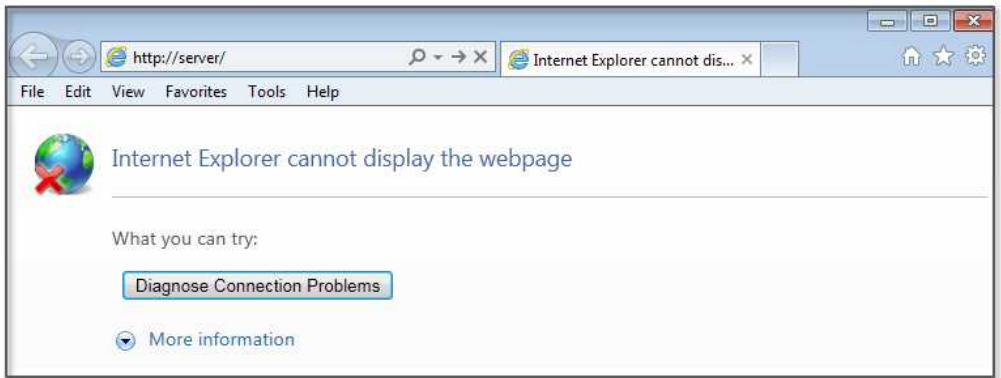 http://server/
Internet Explorer cannot dis...
File Edit View Favorites Tools Help
Internet Explorer cannot display the webpage
What you can try:
Diagnose Connection Problems
More information